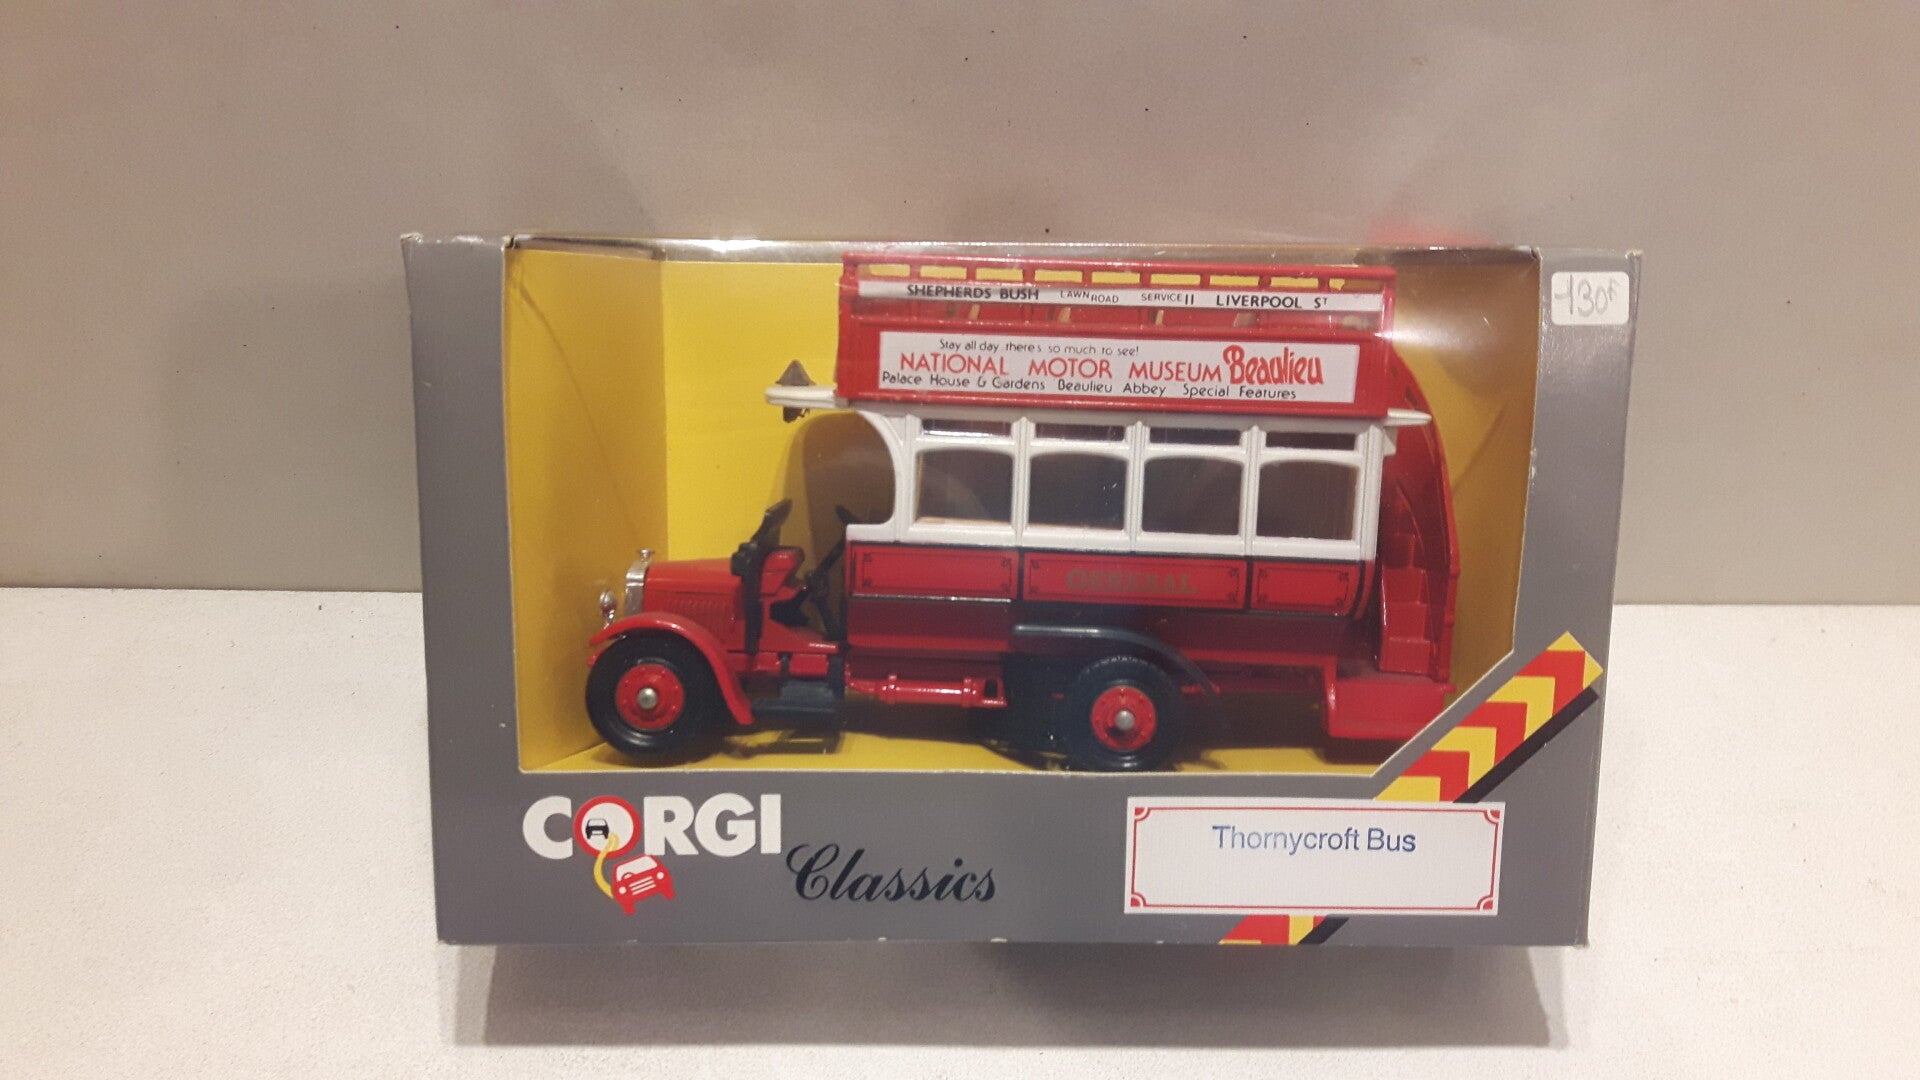 130F
SHEPHERDS BUSH LAWN ROAD SERVICE 11 LIVERPOOL ST
Stay all day there's so much to see!
NATIONAL MOTOR MUSEUM Beaulieu
Palace House & Gardens Beaulieu Abbey Special Features
GENERAL
CORGI
Classics
Thornycroft Bus